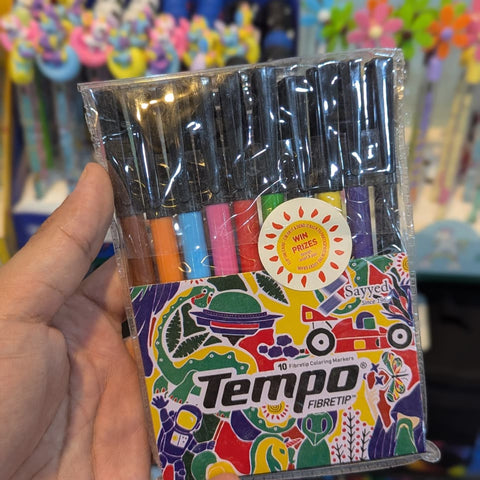 WIN
PRIZES
Sayyed
10 Fibretip Coloring Markers
Tempo®
FIBRETIP